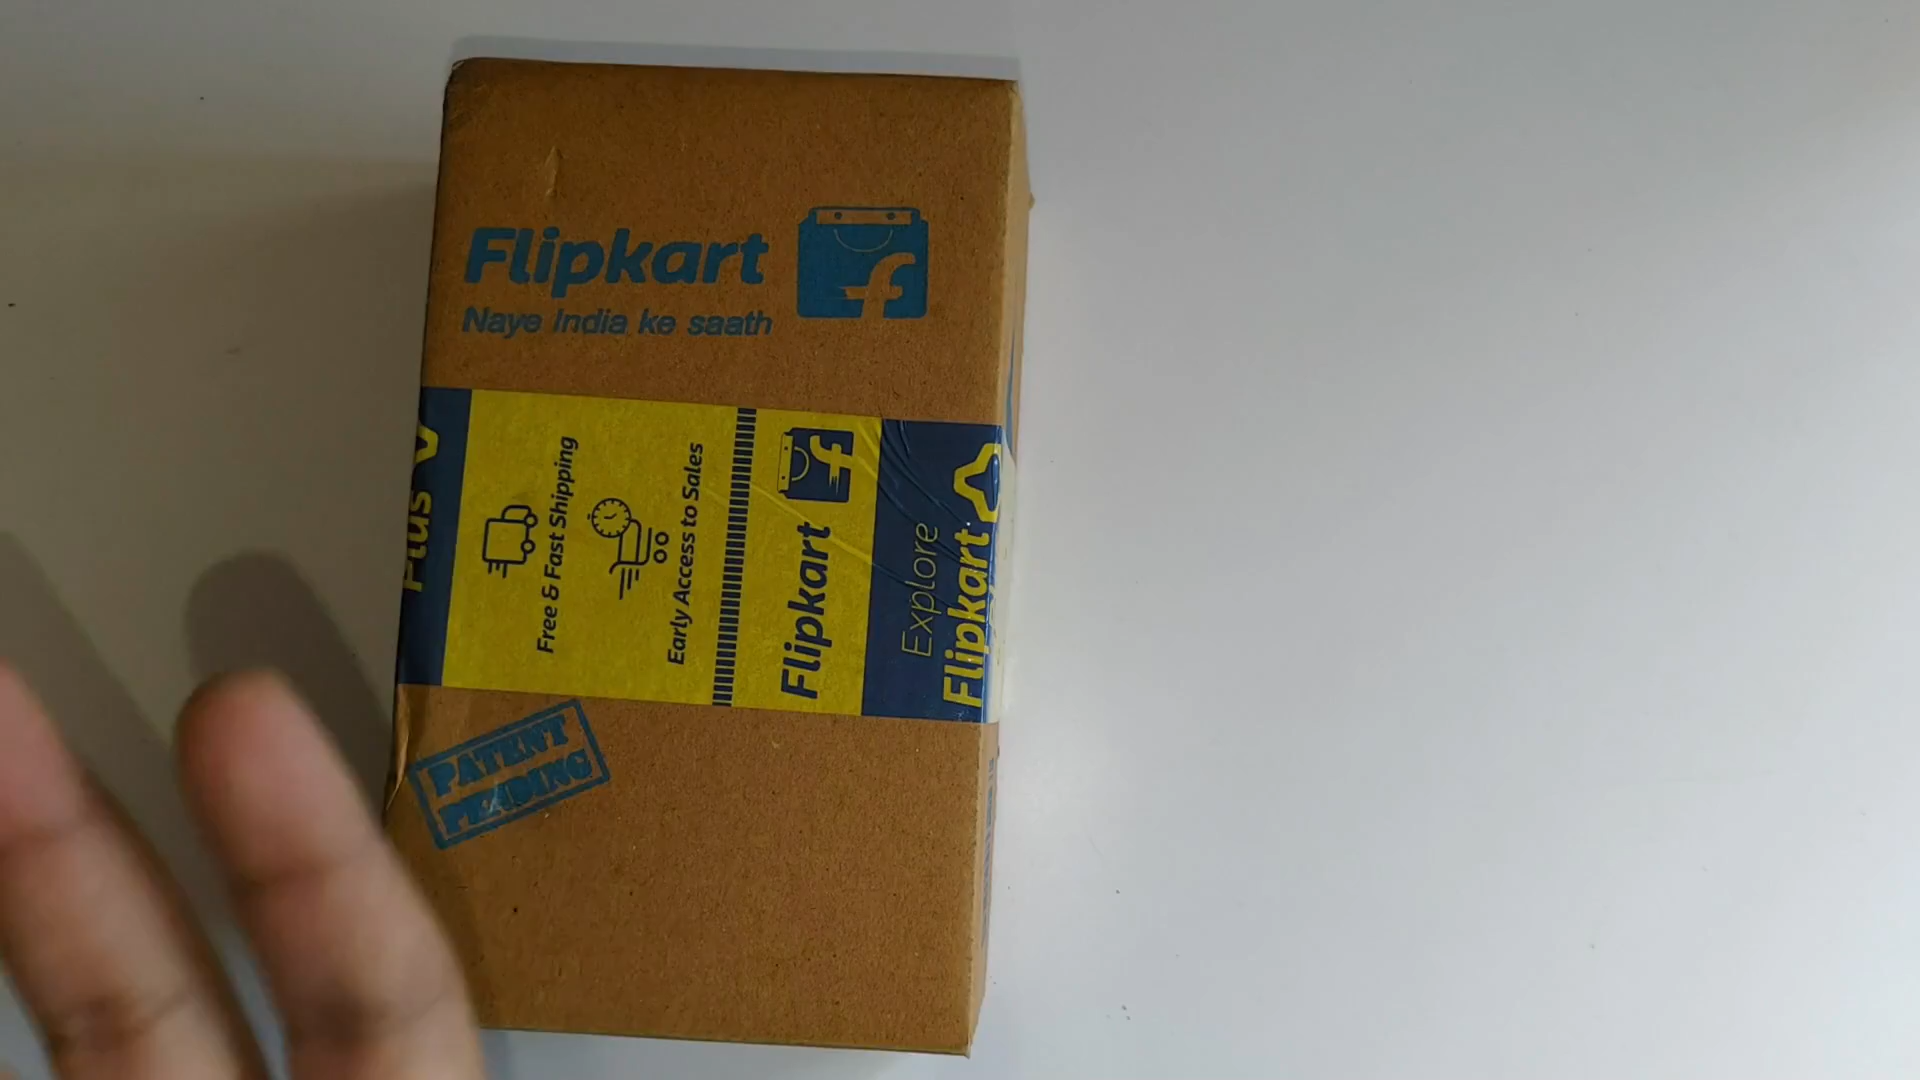 Flipkart
Naye India ke saath
Plus
Free & Fast Shipping
Early Access to Sales
Flipkart
Explore
Flipkart
PATENT
PENDING